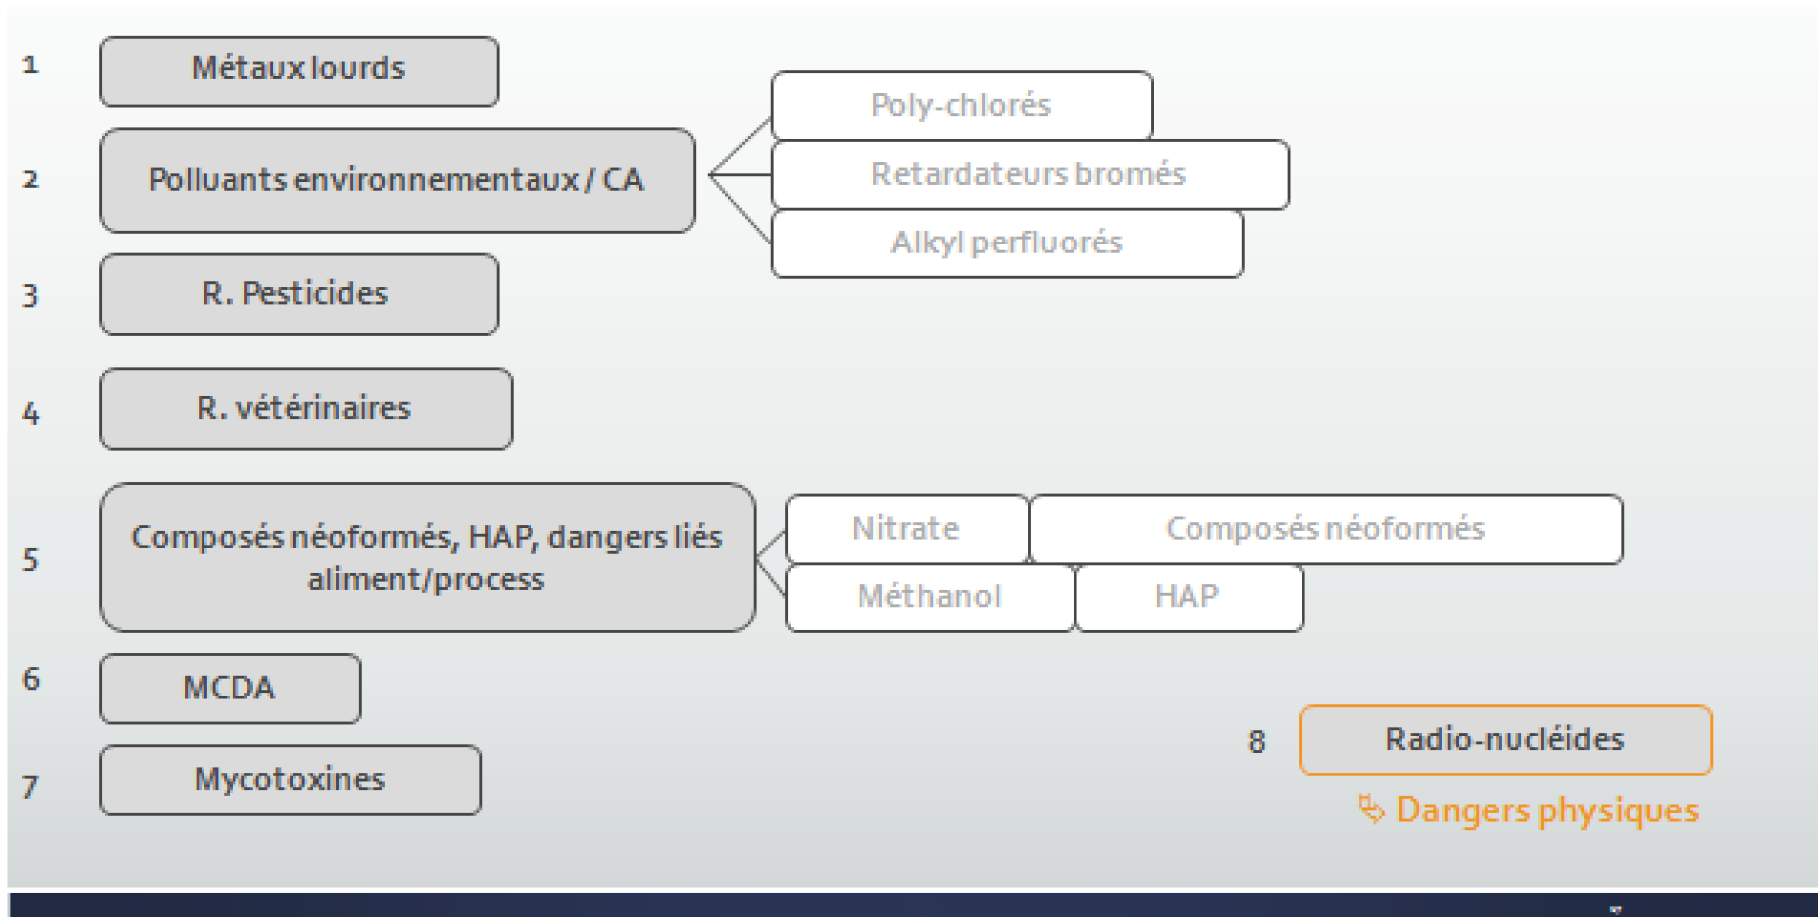 1 Métaux lourds
Poly-chlorés
2 Polluants environnementaux / CA
Retardateurs bromés
Alkyl perfluorés
3 R. Pesticides
4 R. vétérinaires
5 Composés néoformés, HAP, dangers liés
aliment/process
Nitrate Composés néoformés
Méthanol HAP
6 MCDA
7 Mycotoxines
8 Radio-nucléides
Dangers physiques